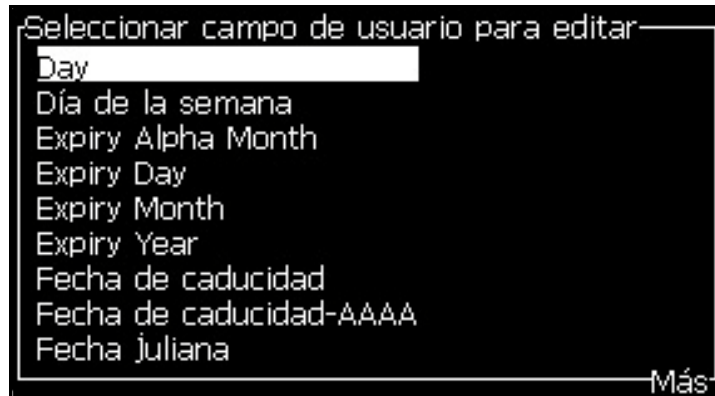 Seleccionar campo de usuario para editar
Day
Día de la semana
Expiry Alpha Month
Expiry Day
Expiry Month
Expiry Year
Fecha de caducidad
Fecha de caducidad-AAAA
Fecha juliana
Más